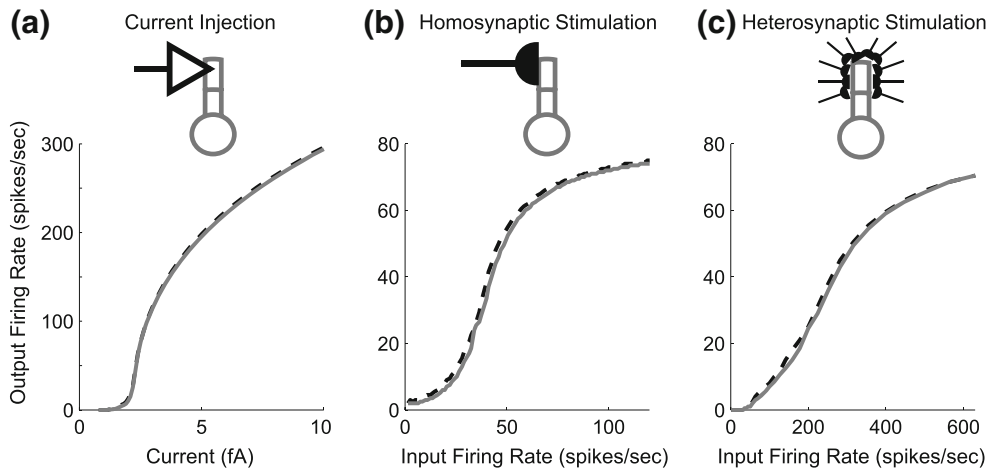 (a) Current Injection
(b) Homosynaptic Stimulation
(c) Heterosynaptic Stimulation
Output Firing Rate (spikes/sec)
300
200
100
0
0 5 10
Current (fA)
80
60
40
20
0
0 50 100
Input Firing Rate (spikes/sec)
80
60
40
20
0
0 200 400 600
Input Firing Rate (spikes/sec)